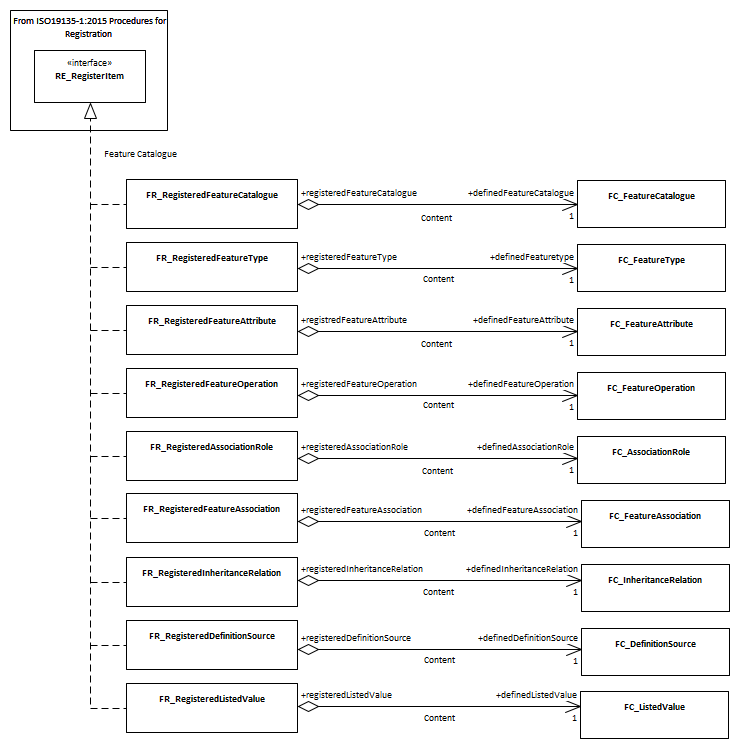 From ISO19135-1:2015 Procedures for
Registration
«interface»
RE_RegisterItem
Feature Catalogue
FR_RegisteredFeatureCatalogue
+registeredFeatureCatalogue
+definedFeatureCatalogue
Content
1
FC_FeatureCatalogue
FR_RegisteredFeatureType
+registeredFeatureType
+definedFeaturetype
Content
1
FC_FeatureType
FR_RegisteredFeatureAttribute
+registredFeatureAttribute
+definedFeatureAttribute
Content
1
FC_FeatureAttribute
FR_RegisteredFeatureOperation
+registeredFeatureOperation
+definedFeatureOperation
Content
1
FC_FeatureOperation
FR_RegisteredAssociationRole
+registeredAssociationRole
+definedAssociationRole
Content
1
FC_AssociationRole
FR_RegisteredFeatureAssociation
+registeredFeatureAssociation
+definedFeatureAssociation
Content
1
FC_FeatureAssociation
FR_RegisteredInheritanceRelation
+registeredInheritanceRelation
+definedInheritanceRelation
Content
1
FC_InheritanceRelation
FR_RegisteredDefinitionSource
+registeredDefinitionSource
+definedDefinitionSource
Content
1
FC_DefinitionSource
FR_RegisteredListedValue
+registeredListedValue
+definedListedValue
Content
1
FC_ListedValue